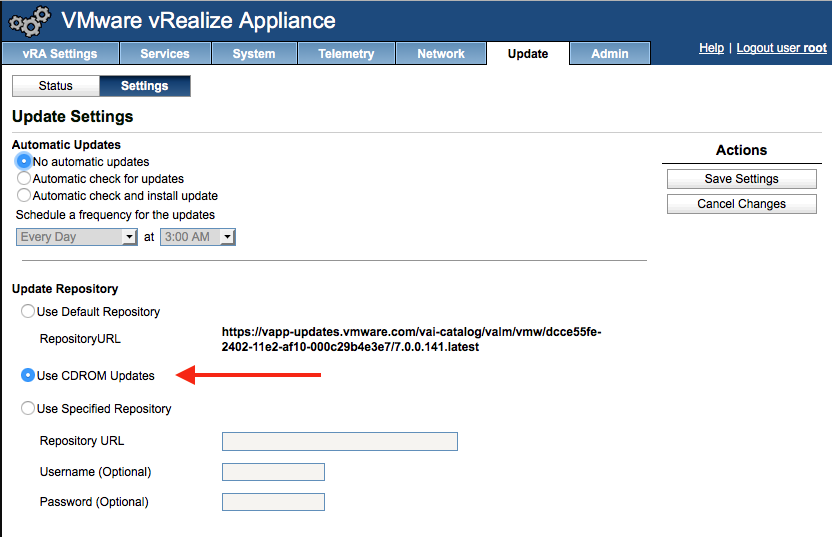 VMware vRealize Appliance
vRA Settings Services System Telemetry Network Update Admin
Help | Logout user root
Status Settings
Update Settings
Automatic Updates
No automatic updates
Automatic check for updates
Automatic check and install update
Schedule a frequency for the updates
Every Day at 3:00 AM
Actions
Save Settings
Cancel Changes
Update Repository
Use Default Repository
RepositoryURL
https://vapp-updates.vmware.com/vai-catalog/valm/vmw/dcce55fe-
2402-11e2-af10-000c29b4e3e7/7.0.0.141.latest
Use CDROM Updates
Use Specified Repository
Repository URL
Username (Optional)
Password (Optional)